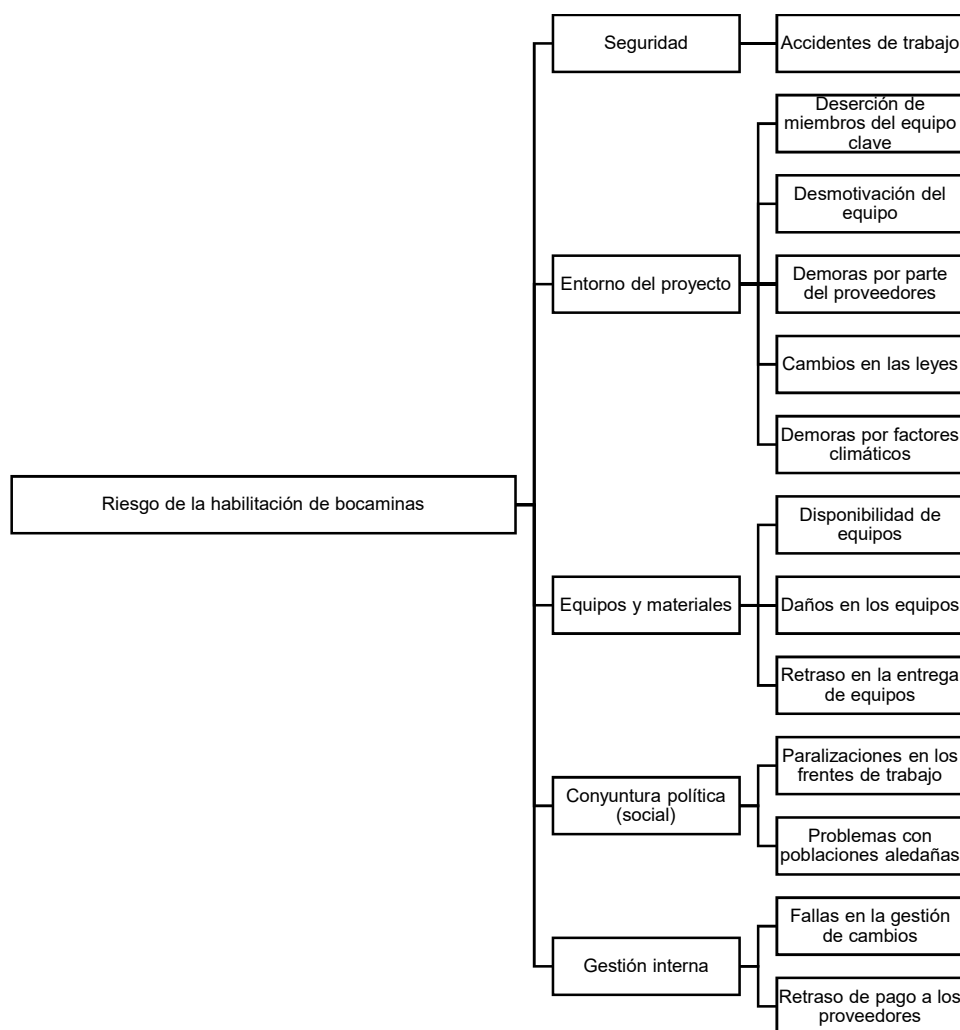 Seguridad
Accidentes de trabajo
Deserción de
miembros del equipo
clave
Desmotivación del
equipo
Entorno del proyecto
Demoras por parte
del proveedores
Cambios en las leyes
Demoras por factores
climáticos
Riesgo de la habilitación de bocaminas
Disponibilidad de
equipos
Equipos y materiales
Daños en los equipos
Retraso en la entrega
de equipos
Paralizaciones en los
frentes de trabajo
Conyuntura política
(social)
Problemas con
poblaciones aledañas
Fallas en la gestión
de cambios
Gestión interna
Retraso de pago a los
proveedores